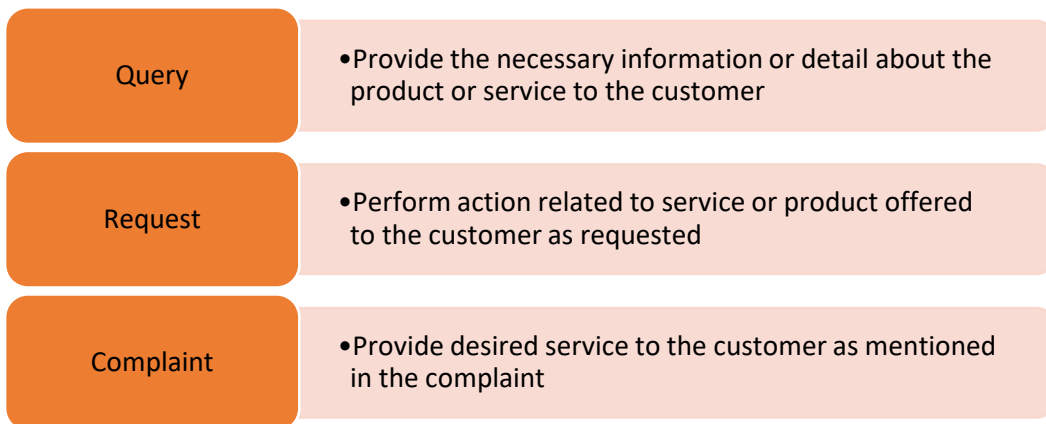 Query
•Provide the necessary information or detail about the
product or service to the customer
Request
•Perform action related to service or product offered
to the customer as requested
Complaint
•Provide desired service to the customer as mentioned
in the complaint